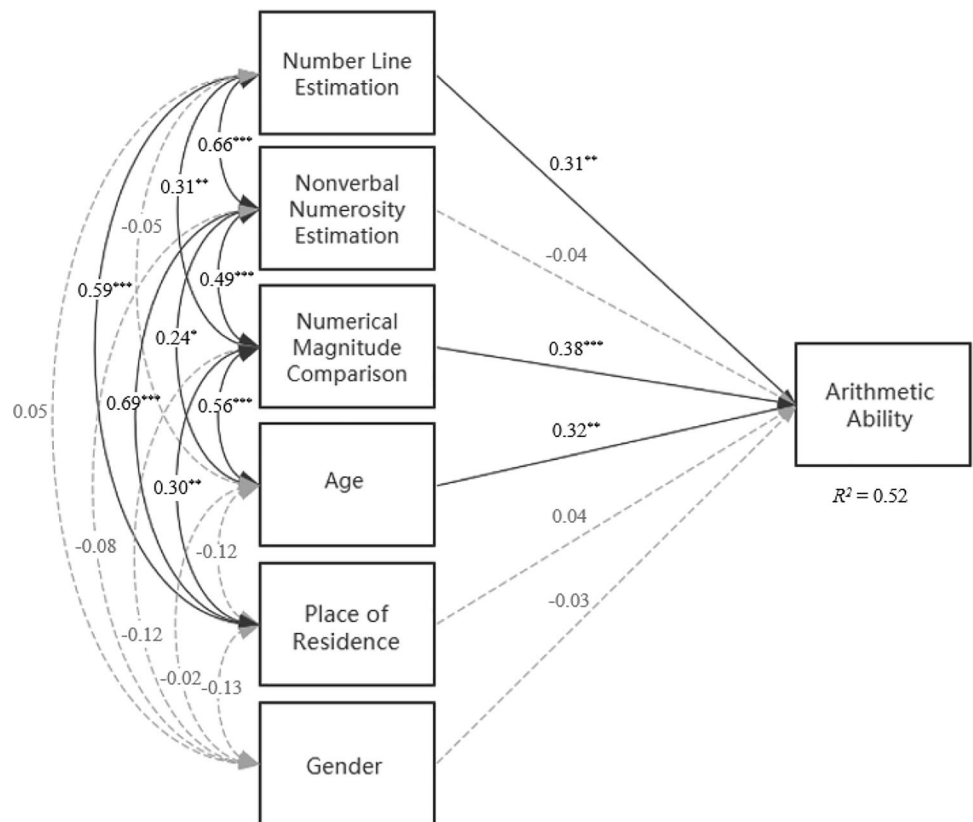 Number Line
Estimation
0.66***
0.31**
0.31**
Nonverbal
Numerosity
Estimation
-0.05
-0.04
0.49***
0.59***
Numerical
Magnitude
Comparison
0.24*
0.38***
Arithmetic
Ability
0.05
0.69***
0.56***
0.32**
Age
0.30**
R² = 0.52
0.04
-0.08
-0.12
Place of
Residence
-0.03
-0.12
-0.02
-0.13
Gender